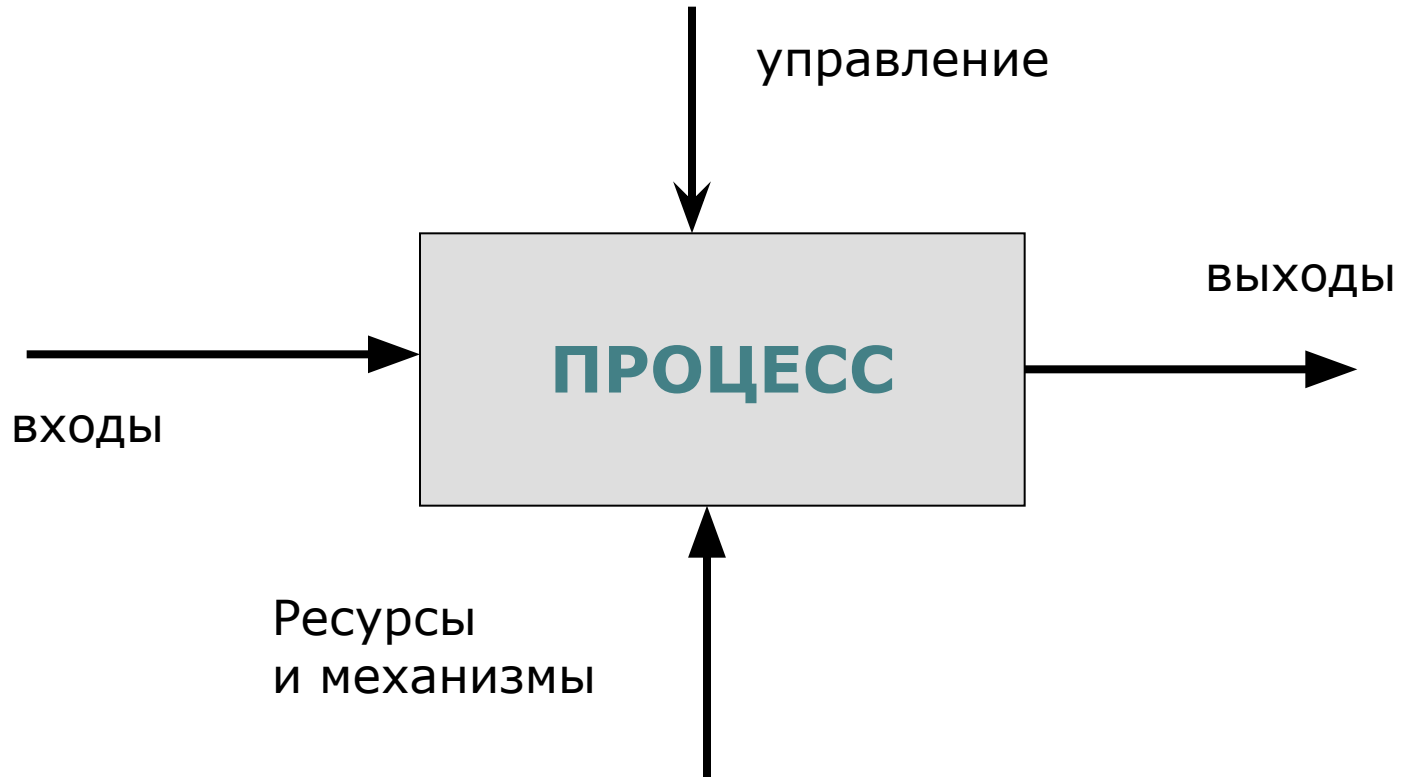 управление
выходы
ПРОЦЕСС
входы
Ресурсы
и механизмы